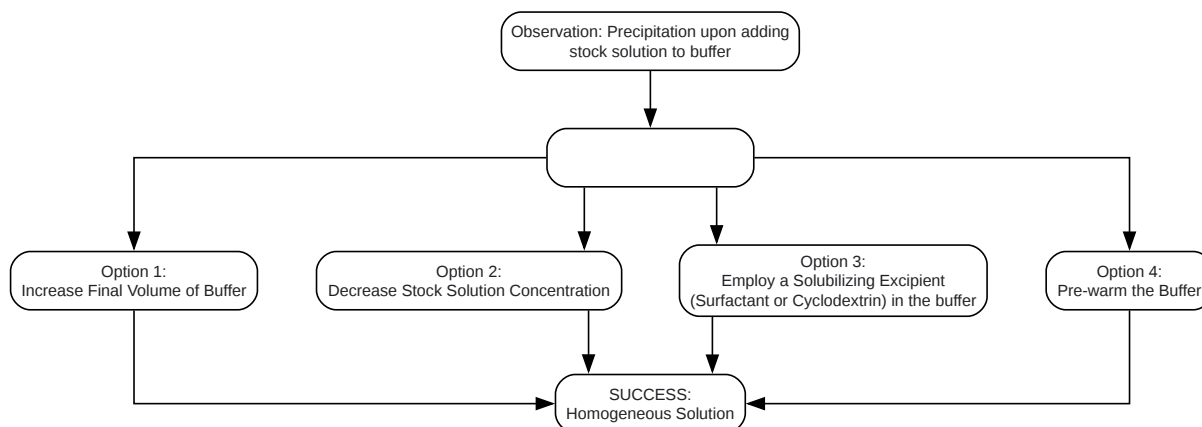 Observation: Precipitation upon adding
stock solution to buffer
Option 1:
Increase Final Volume of Buffer
Option 2:
Decrease Stock Solution Concentration
Option 3:
Employ a Solubilizing Excipient
(Surfactant or Cyclodextrin) in the buffer
Option 4:
Pre-warm the Buffer
SUCCESS:
Homogeneous Solution